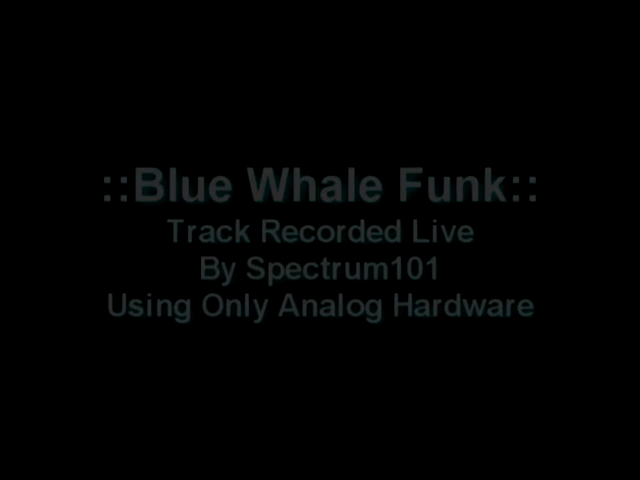 ::Blue Whale Funk::
Track Recorded Live
By Spectrum101
Using Only Analog Hardware